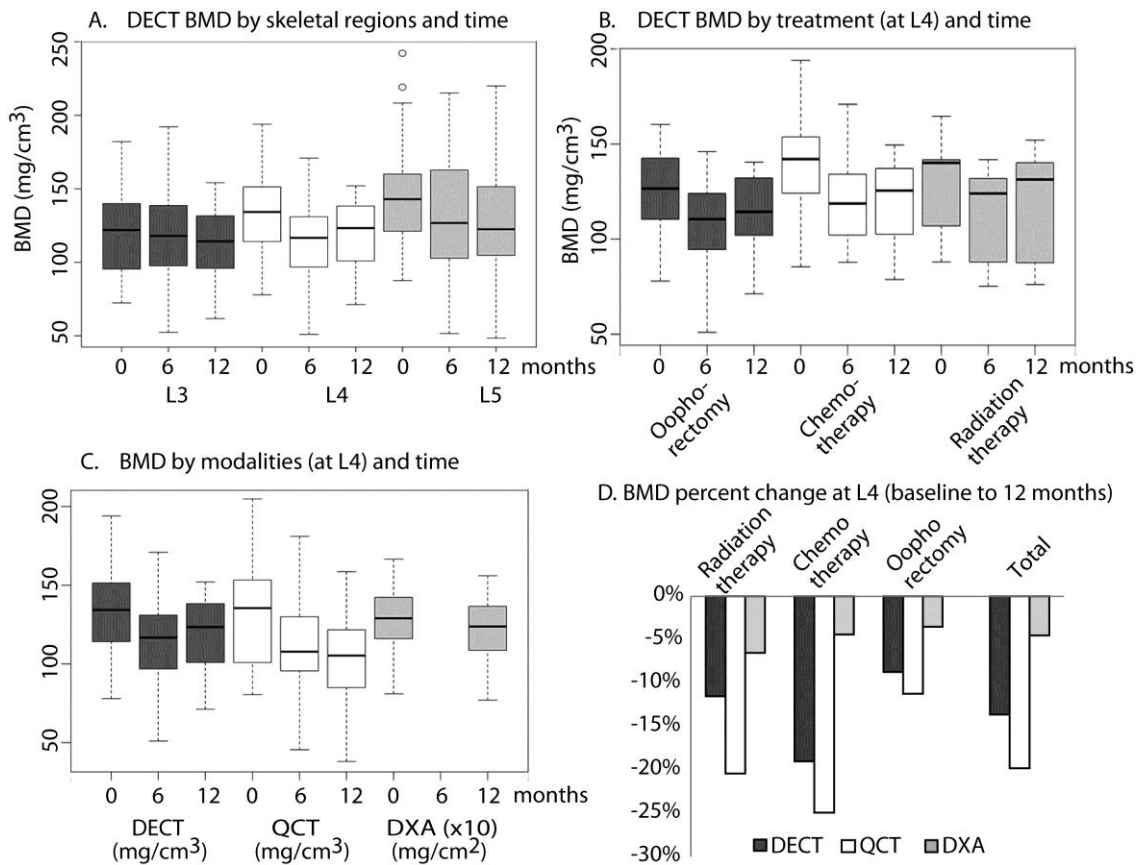 A. DECT BMD by skeletal regions and time
BMD (mg/cm³)
250
200
150
100
50
0 6 12 0 6 12 0 6 12 months
L3 L4 L5
B. DECT BMD by treatment (at L4) and time
BMD (mg/cm³)
200
150
100
50
0 6 12 0 6 12 0 6 12 months
Oopho-
rectomy
Chemo-
therapy
Radiation
therapy
C. BMD by modalities (at L4) and time
200
150
100
50
0 6 12 0 6 12 0 6 12 months
DECT QCT DXA (x10)
(mg/cm³) (mg/cm³) (mg/cm²)
D. BMD percent change at L4 (baseline to 12 months)
Radiation
therapy
Chemo
therapy
Oopho
rectomy
Total
0%
-5%
-10%
-15%
-20%
-25%
-30%
DECT QCT DXA